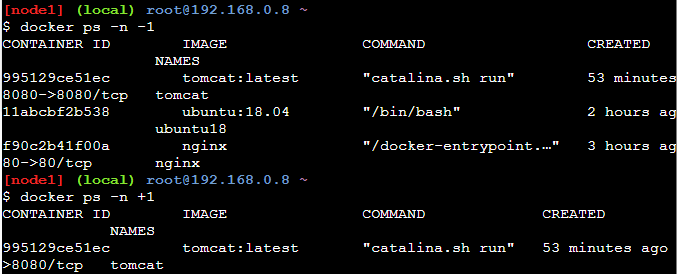 [node1] (local) root@192.168.0.8 ~
$ docker ps -n -1
CONTAINER ID IMAGE COMMAND CREATED
NAMES
995129ce51ec tomcat:latest "catalina.sh run" 53 minutes
8080->8080/tcp tomcat
11abcbf2b538 ubuntu:18.04 "/bin/bash" 2 hours ag
ubuntu18
f90c2b41f00a nginx "/docker-entrypoint.…" 3 hours ag
80->80/tcp nginx
[node1] (local) root@192.168.0.8 ~
$ docker ps -n +1
CONTAINER ID IMAGE COMMAND CREATED
NAMES
995129ce51ec tomcat:latest "catalina.sh run" 53 minutes ago
>8080/tcp tomcat